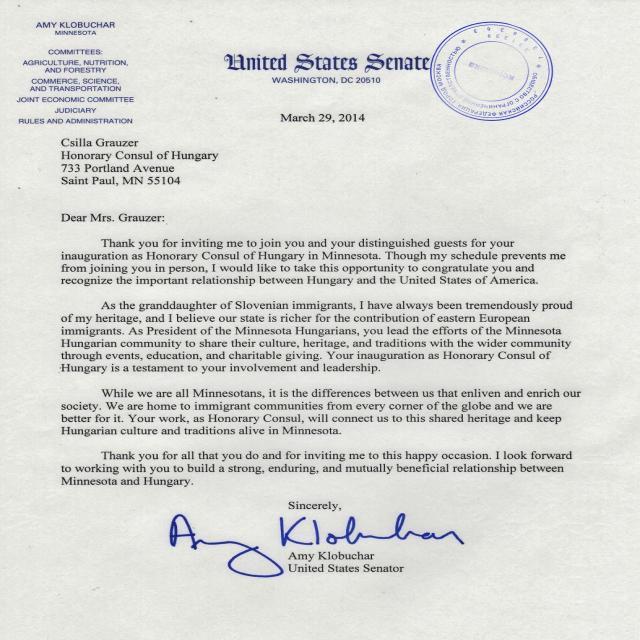 AMY KLOBUCHAR
MINNESOTA
COMMITTEES:
AGRICULTURE, NUTRITION,
AND FORESTRY
COMMERCE, SCIENCE,
AND TRANSPORTATION
JOINT ECONOMIC COMMITTEE
JUDICIARY
RULES AND ADMINISTRATION
United States Senate
WASHINGTON, DC 20510
РОССИЙСКАЯ ФЕДЕРАЦИЯ ГОРОД МОСКВА
March 29, 2014
Csilla Grauzer
Honorary Consul of Hungary
733 Portland Avenue
Saint Paul, MN 55104
Dear Mrs. Grauzer:
Thank you for inviting me to join you and your distinguished guests for your
inauguration as Honorary Consul of Hungary in Minnesota. Though my schedule prevents me
from joining you in person, I would like to take this opportunity to congratulate you and
recognize the important relationship between Hungary and the United States of America.
As the granddaughter of Slovenian immigrants, I have always been tremendously proud
of my heritage, and I believe our state is richer for the contribution of eastern European
immigrants. As President of the Minnesota Hungarians, you lead the efforts of the Minnesota
Hungarian community to share their culture, heritage, and traditions with the wider community
through events, education, and charitable giving. Your inauguration as Honorary Consul of
Hungary is a testament to your involvement and leadership.
While we are all Minnesotans, it is the differences between us that enliven and enrich our
society. We are home to immigrant communities from every corner of the globe and we are
better for it. Your work, as Honorary Consul, will connect us to this shared heritage and keep
Hungarian culture and traditions alive in Minnesota.
Thank you for all that you do and for inviting me to this happy occasion. I look forward
to working with you to build a strong, enduring, and mutually beneficial relationship between
Minnesota and Hungary.
Sincerely,
Amy Klobuchar
Amy Klobuchar
United States Senator